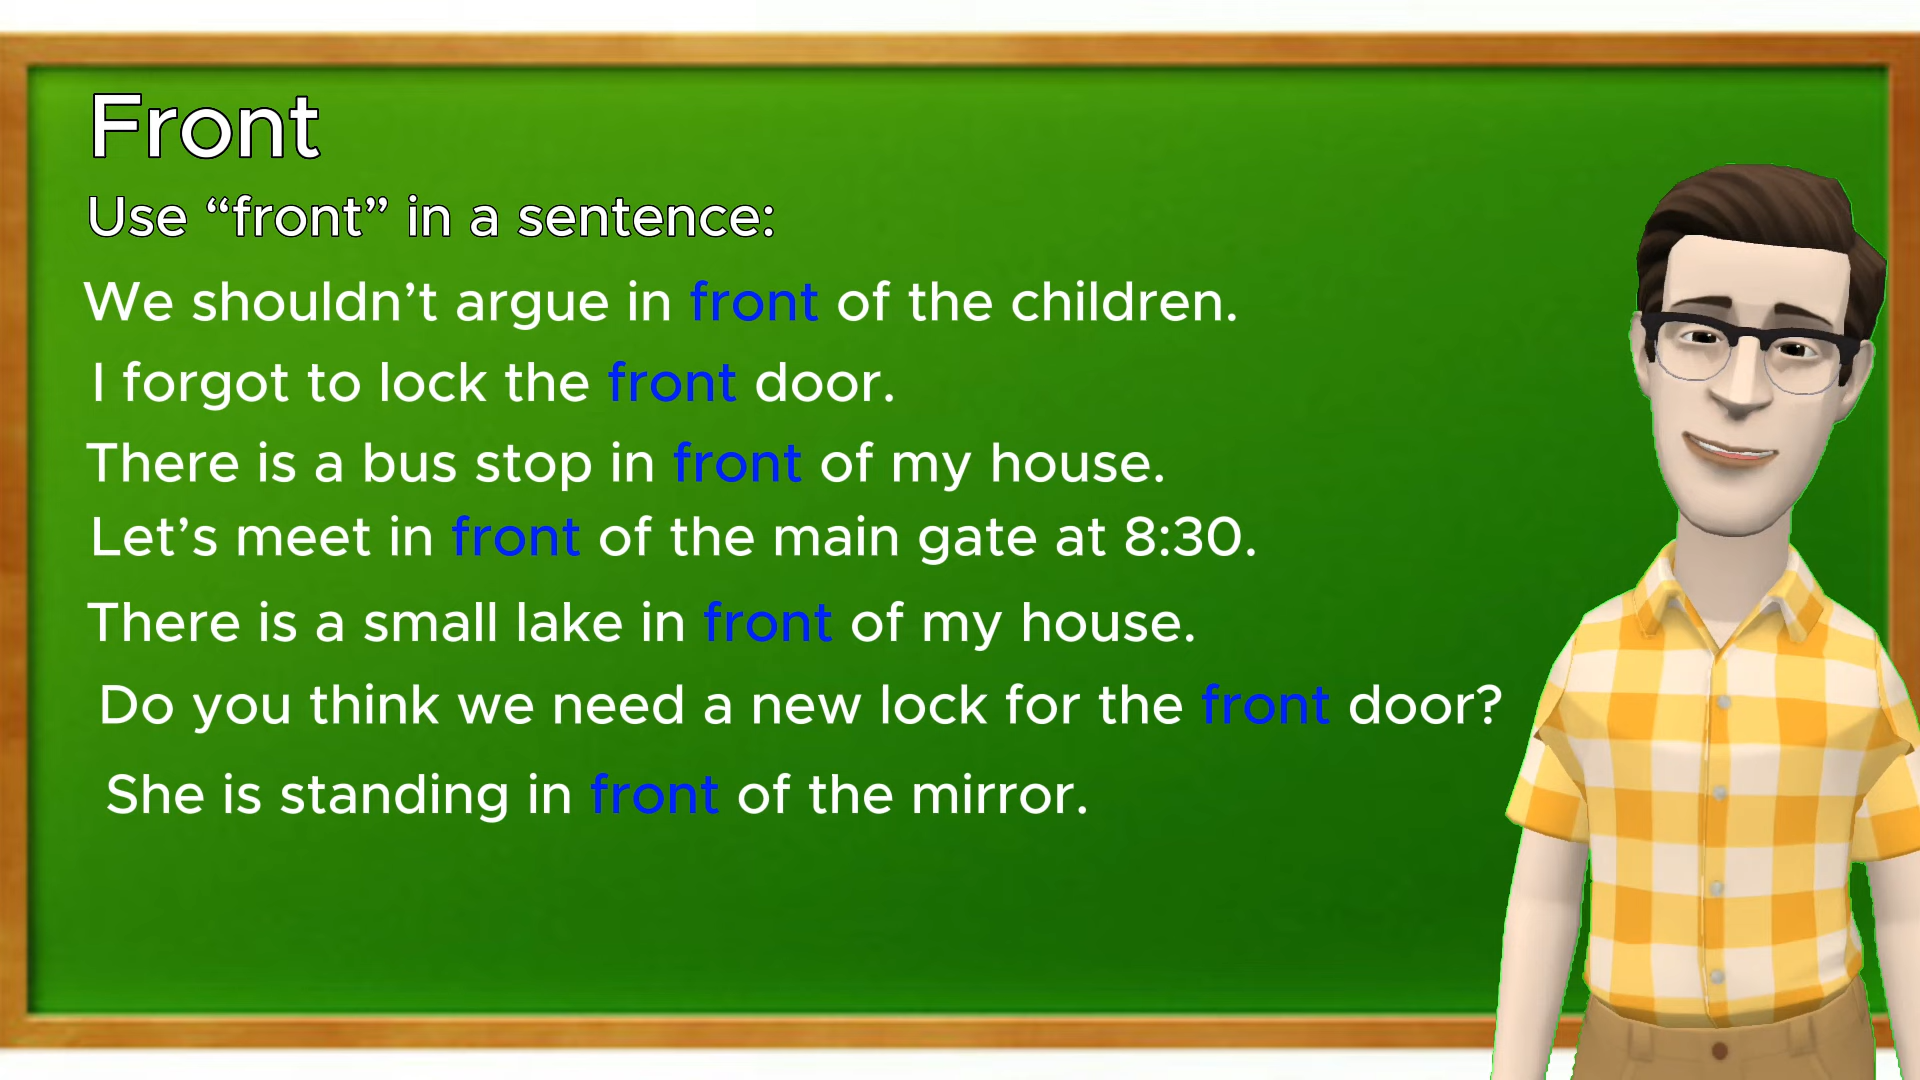 Front
Use “front” in a sentence:
We shouldn’t argue in front of the children.
I forgot to lock the front door.
There is a bus stop in front of my house.
Let’s meet in front of the main gate at 8:30.
There is a small lake in front of my house.
Do you think we need a new lock for the front door?
She is standing in front of the mirror.